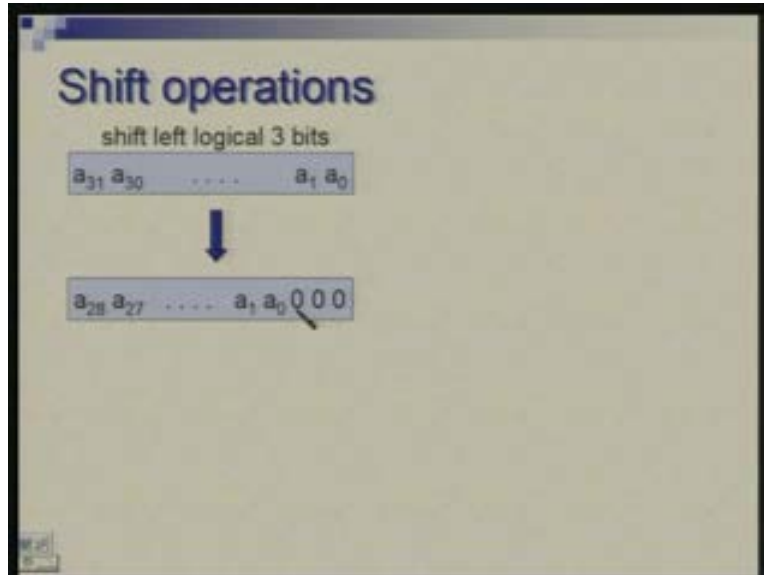 Shift operations
shift left logical 3 bits
a₃₁ a₃₀ .... a₁ a₀
a₂₈ a₂₇ .... a₁ a₀ 0 0 0